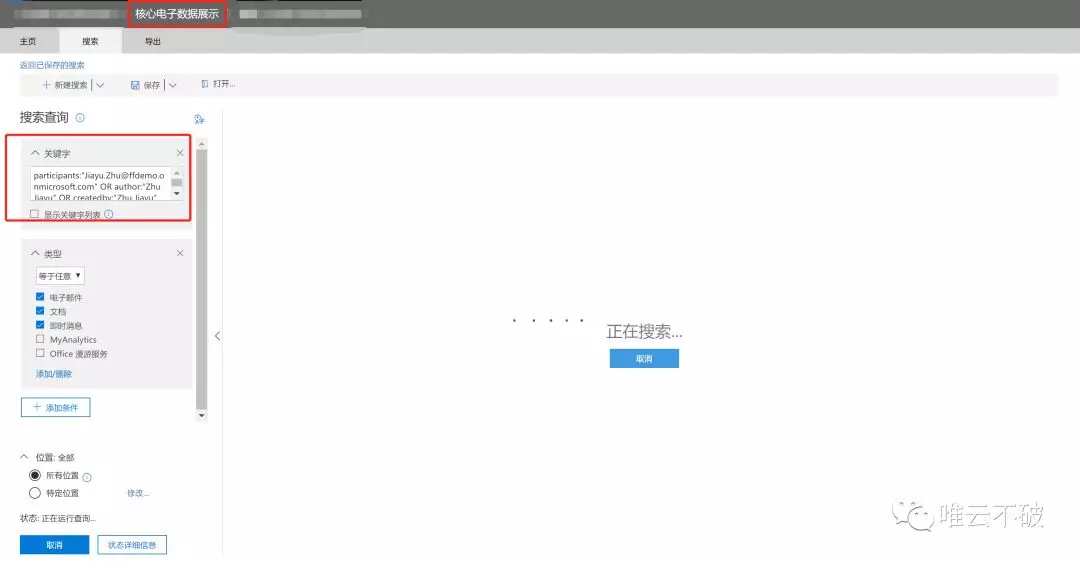 核心电子数据展示
主页
搜索
导出
返回已保存的搜索
新建搜索
保存
打开...
搜索查询
关键字
participants:"Jiayu.Zhu@ffdemo.o
nmicrosoft.com" OR author:"Zhu
Jiayu" OR createdby:"Zhu Jiayu"
显示关键字列表
类型
等于任意
电子邮件
文档
即时消息
MyAnalytics
Office 漫游服务
添加/删除
添加条件
位置: 全部
所有位置
特定位置
修改...
状态: 正在运行查询...
取消
状态详细信息
正在搜索...
取消
唯云不破